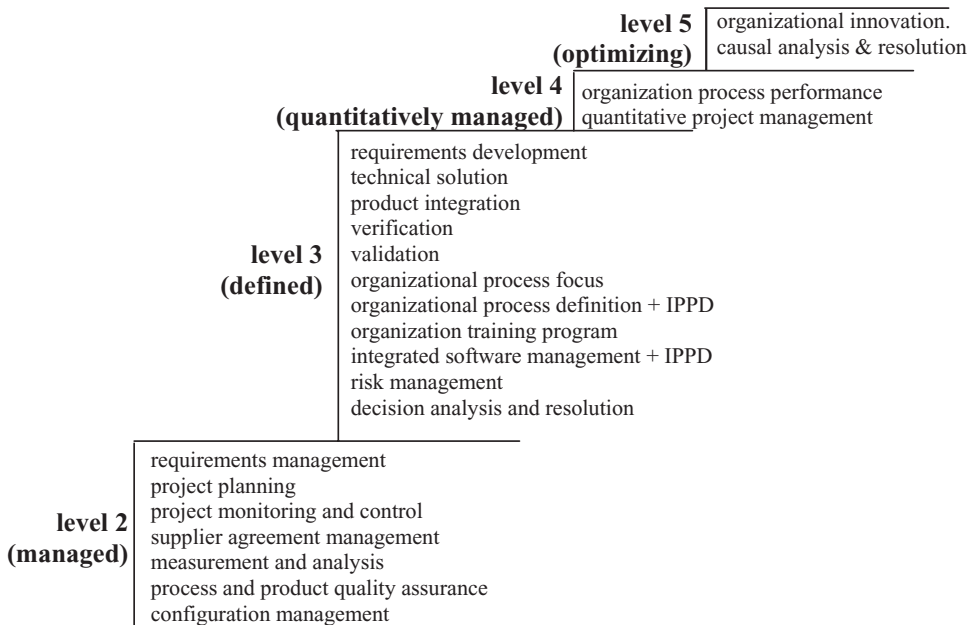 level 5
(optimizing)
organizational innovation.
causal analysis & resolution
level 4
(quantitatively managed)
organization process performance
quantitative project management
level 3
(defined)
requirements development
technical solution
product integration
verification
validation
organizational process focus
organizational process definition + IPPD
organization training program
integrated software management + IPPD
risk management
decision analysis and resolution
level 2
(managed)
requirements management
project planning
project monitoring and control
supplier agreement management
measurement and analysis
process and product quality assurance
configuration management